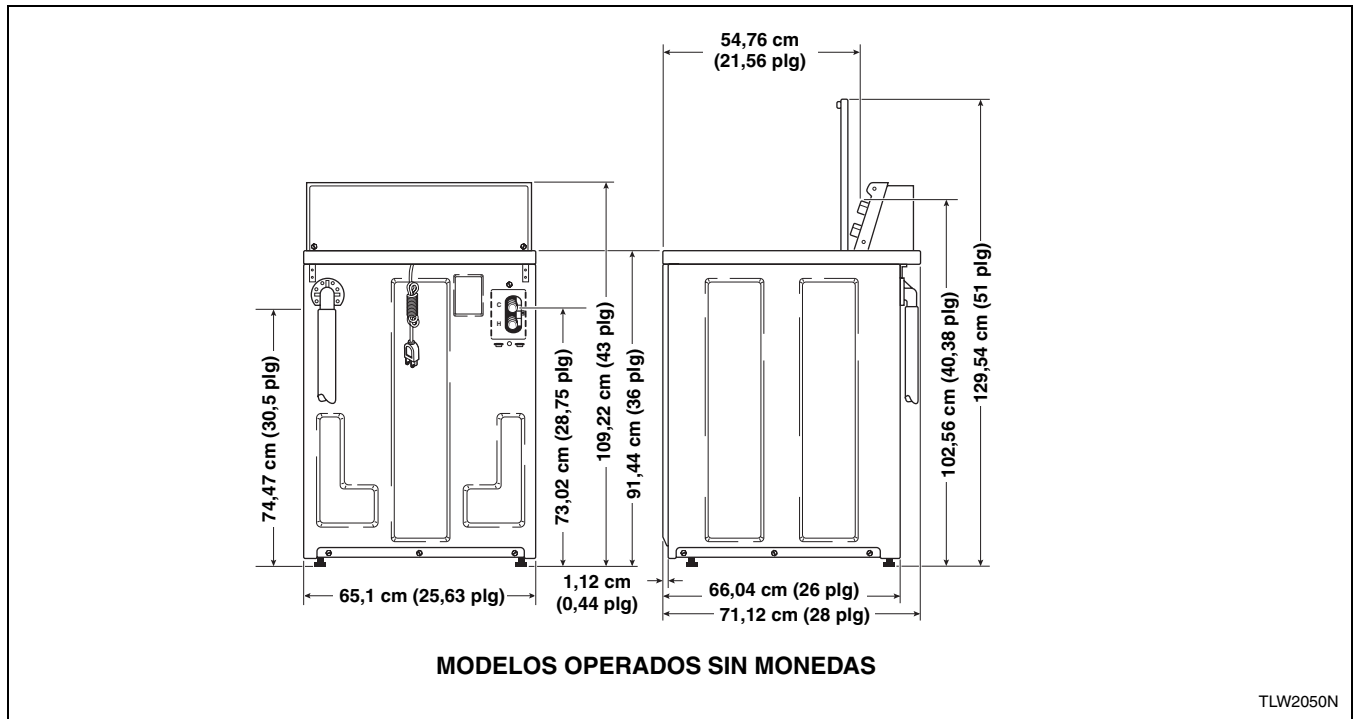 54,76 cm
(21,56 plg)
C
H
74,47 cm (30,5 plg)
73,02 cm (28,75 plg)
109,22 cm (43 plg)
91,44 cm (36 plg)
102,56 cm (40,38 plg)
129,54 cm (51 plg)
65,1 cm (25,63 plg)
1,12 cm
(0,44 plg)
66,04 cm (26 plg)
71,12 cm (28 plg)
MODELOS OPERADOS SIN MONEDAS
TLW2050N